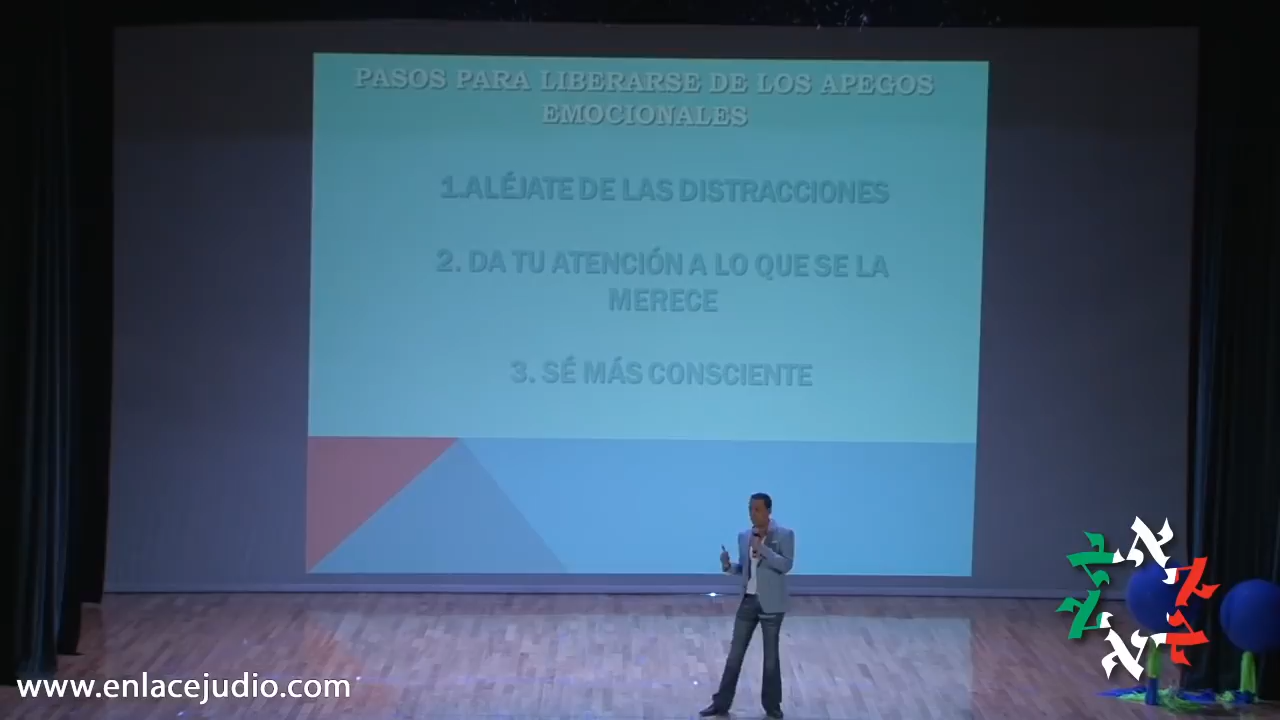 PASOS PARA LIBERARSE DE LOS APEGOS
EMOCIONALES
1.ALÉJATE DE LAS DISTRACCIONES
2. DA TU ATENCIÓN A LO QUE SE LA
MERECE
3. SÉ MÁS CONSCIENTE
www.enlacejudio.com